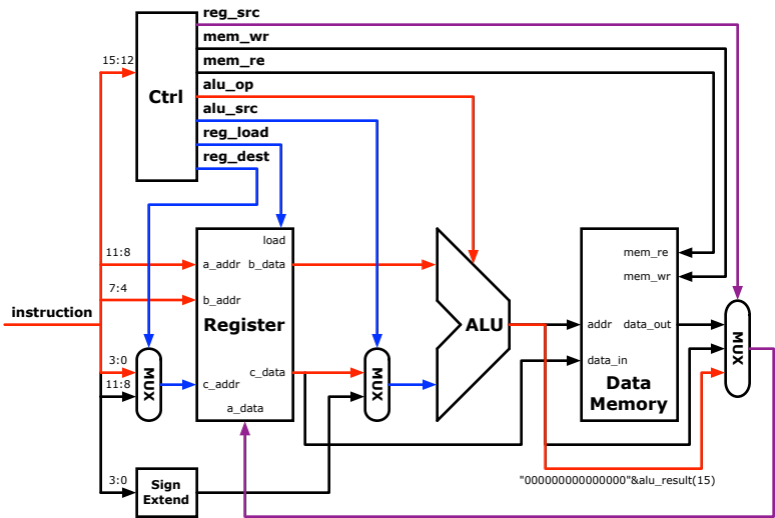 reg_src
mem_wr
15:12
mem_re
alu_op
Ctrl
alu_src
reg_load
reg_dest
load
11:8
a_addr
b_data
mem_re
mem_wr
7:4
b_addr
instruction
Register
ALU
addr
data_out
MUX
3:0
data_in
MUX
c_data
MUX
11:8
c_addr
Data
Memory
a_data
3:0
Sign
Extend
"000000000000000"&alu_result(15)